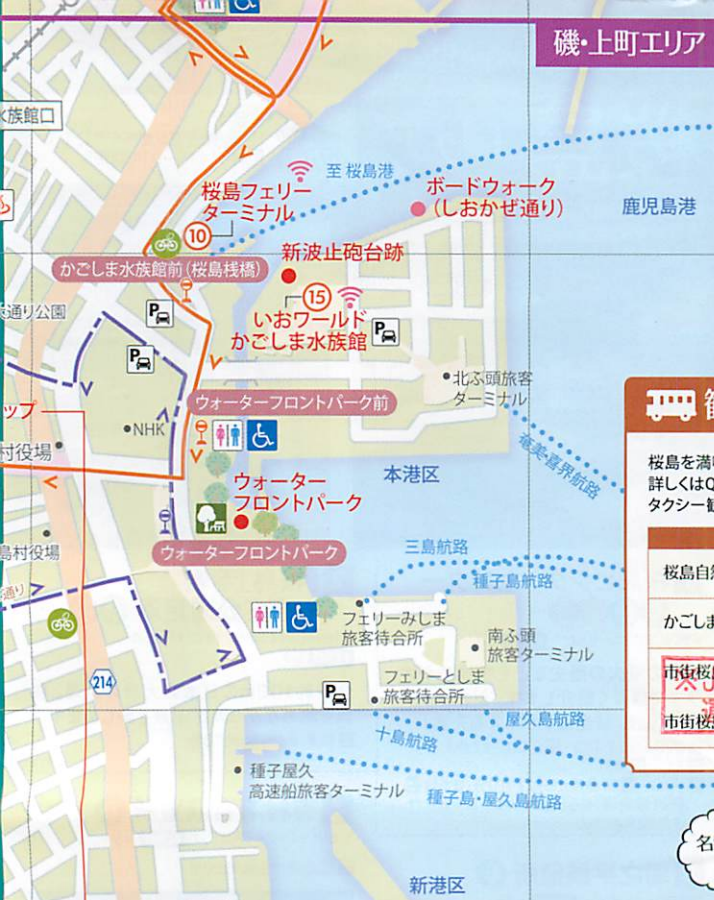 磯・上町エリア
水族館口
至 桜島港
桜島フェリー
ターミナル
10
ボードウォーク
(しおかぜ通り)
鹿児島港
新波止砲台跡
かごしま水族館前(桜島桟橋)
15
いおワールド
かごしま水族館
P
通り公園
P
P
北ふ頭旅客
ターミナル
ップ
ウォーターフロントパーク前
NHK
村役場
奄美・喜界航路
本港区
桜島を満
詳しくはQ
タクシー
ウォーター
フロントパーク
三島航路
島村役場
ウォーターフロントパーク
種子島航路
桜島自然
通り
かごしま
フェリーみしま
旅客待合所
南ふ頭
旅客ターミナル
214
フェリーとしま
旅客待合所
P
市街桜
屋久島航路
市街桜
十島航路
種子屋久
高速船旅客ターミナル
種子島・屋久島航路
名
新港区